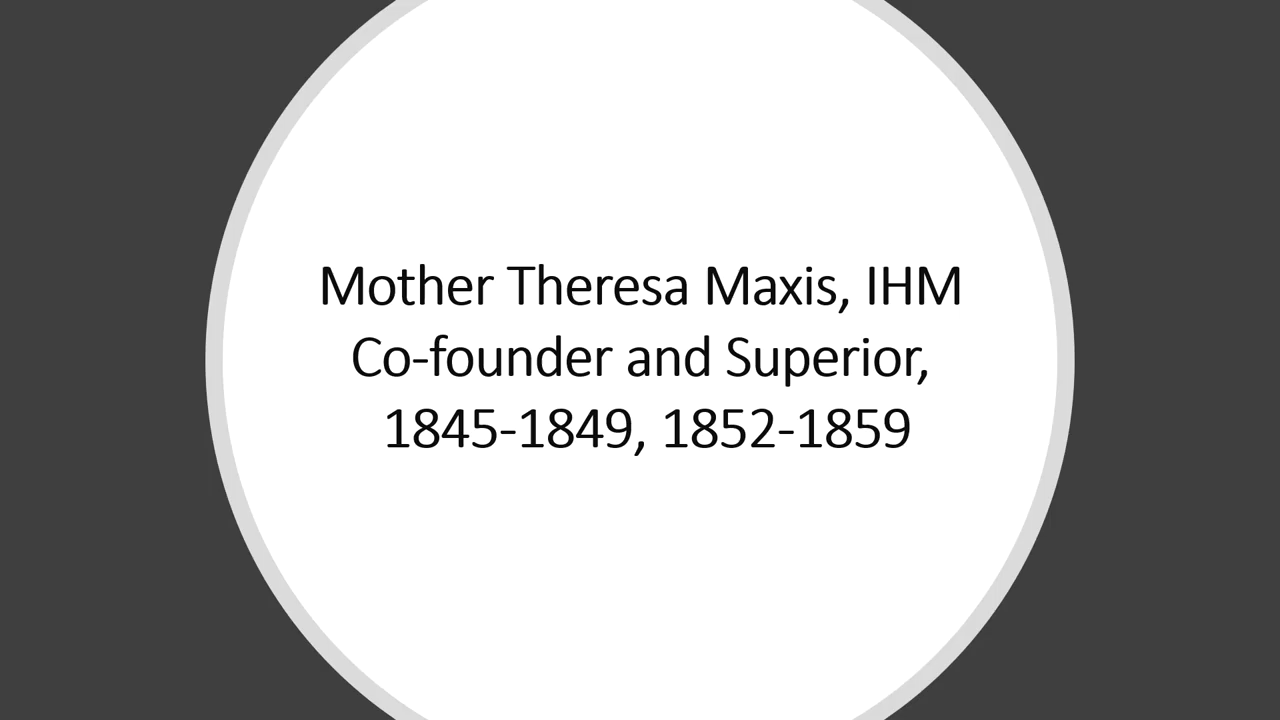 Mother Theresa Maxis, IHM
Co-founder and Superior,
1845-1849, 1852-1859